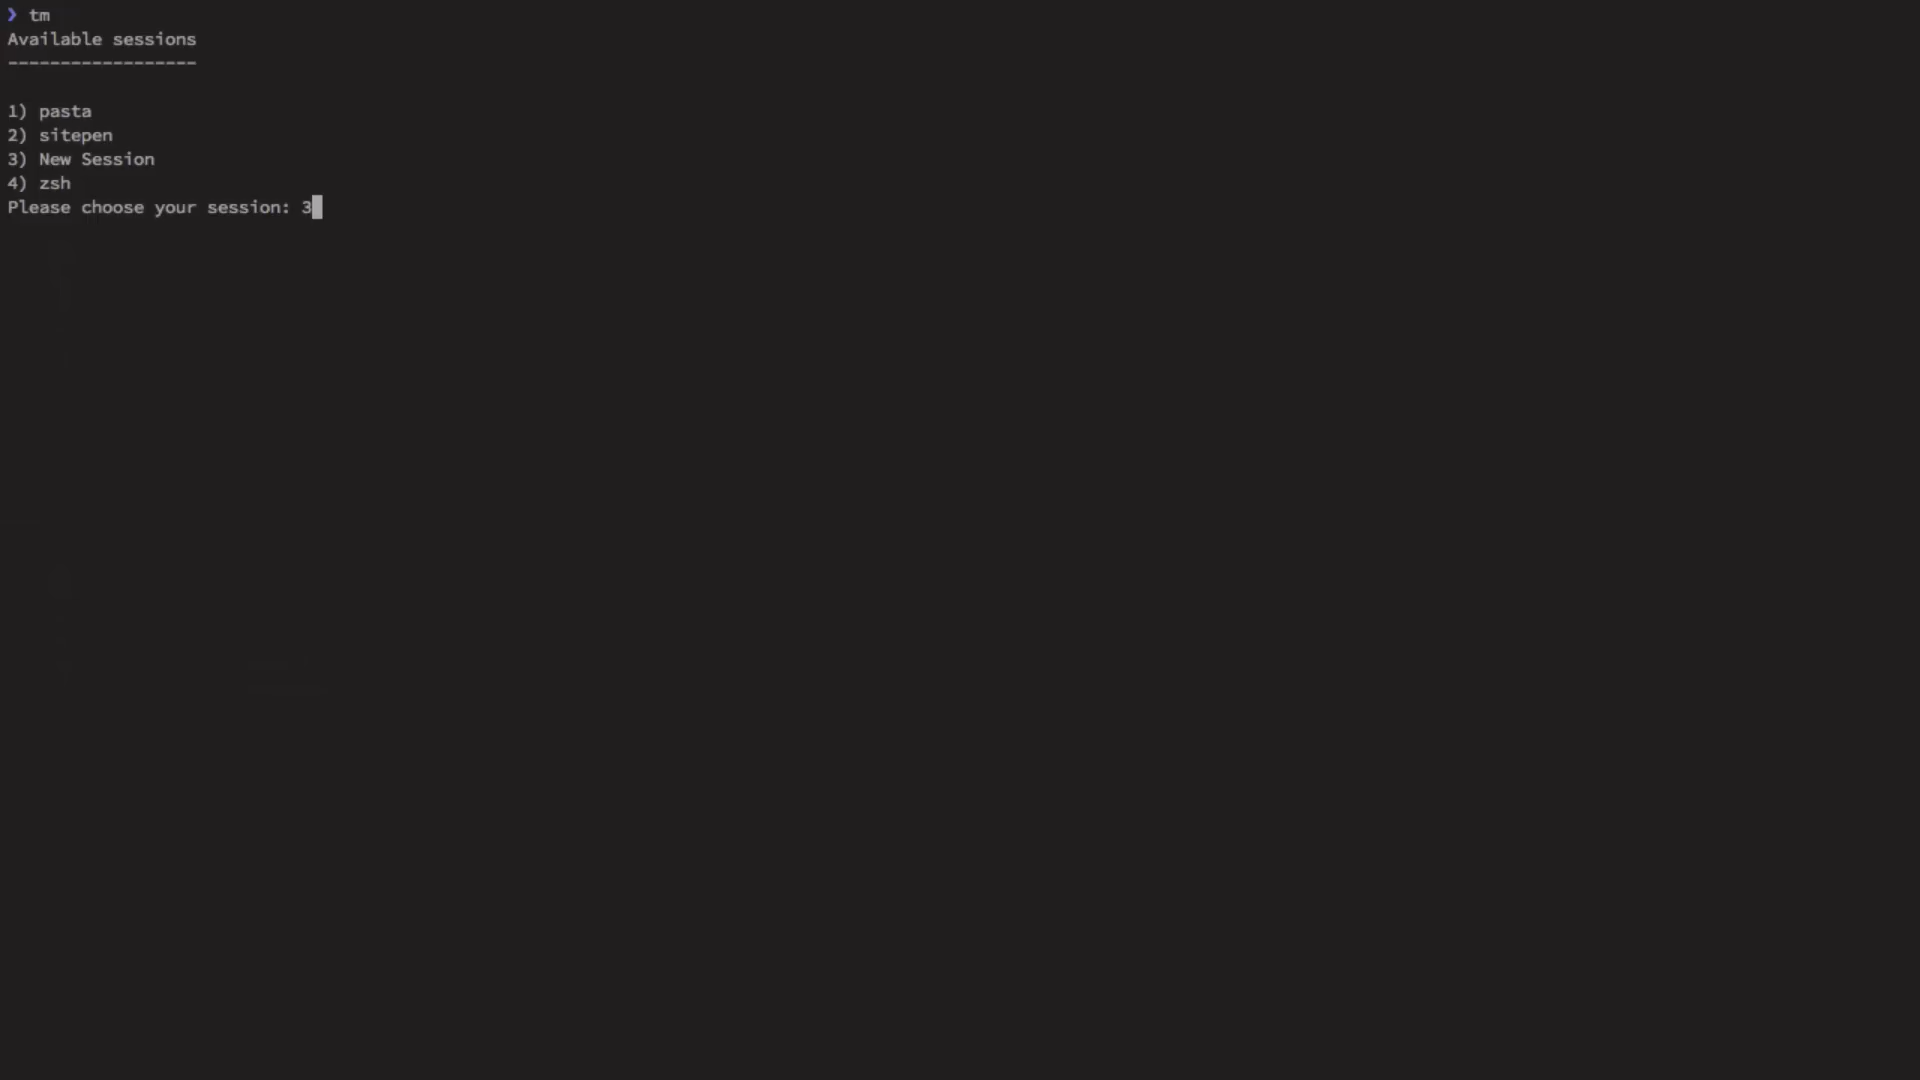 ❯ tm
Available sessions
------------------
1) pasta
2) sitepen
3) New Session
4) zsh
Please choose your session: 3